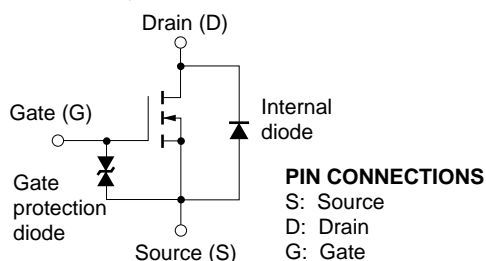 Drain (D)
Gate (G)
Internal
diode
Gate
protection
diode
Source (S)
PIN CONNECTIONS
S: Source
D: Drain
G: Gate